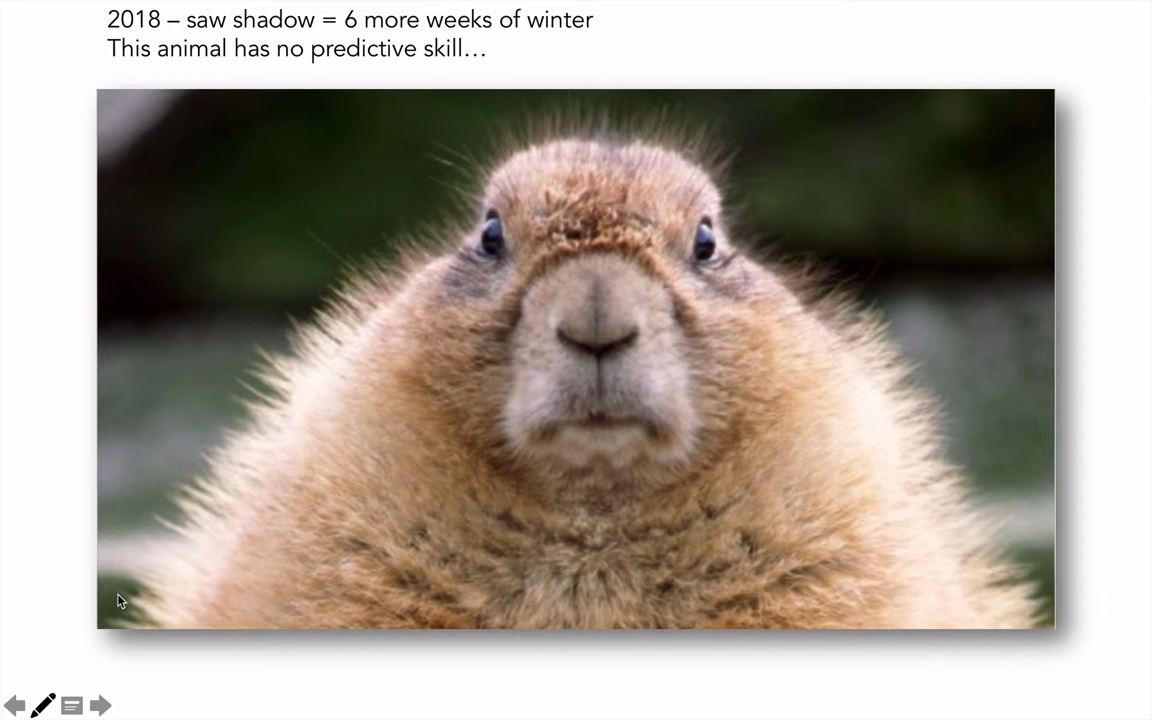 2018 – saw shadow = 6 more weeks of winter
This animal has no predictive skill…